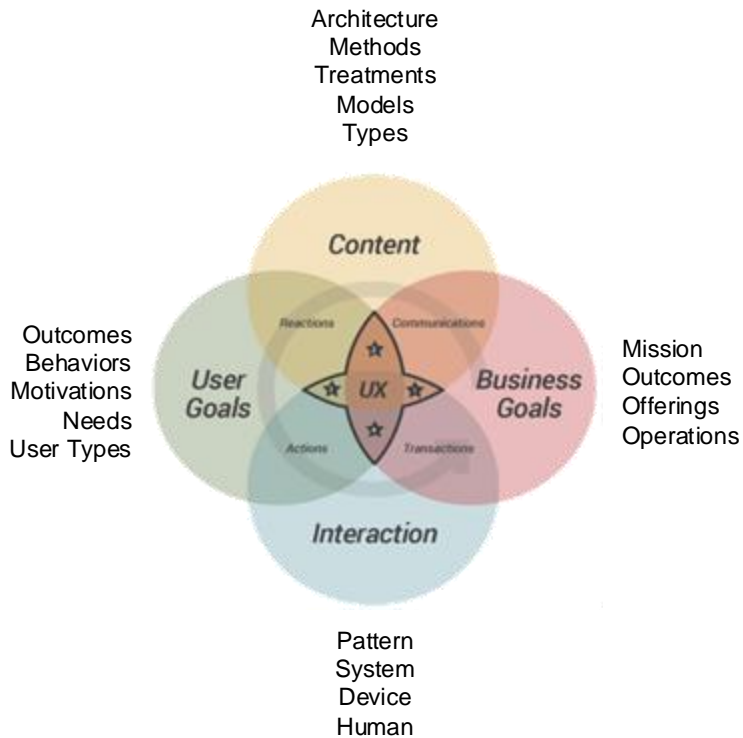 Architecture
Methods
Treatments
Models
Types
Content
Reactions
Communications
Outcomes
Behaviors
Motivations
Needs
User Types
User
Goals
UX
Business
Goals
Mission
Outcomes
Offerings
Operations
Actions
Transactions
Interaction
Pattern
System
Device
Human